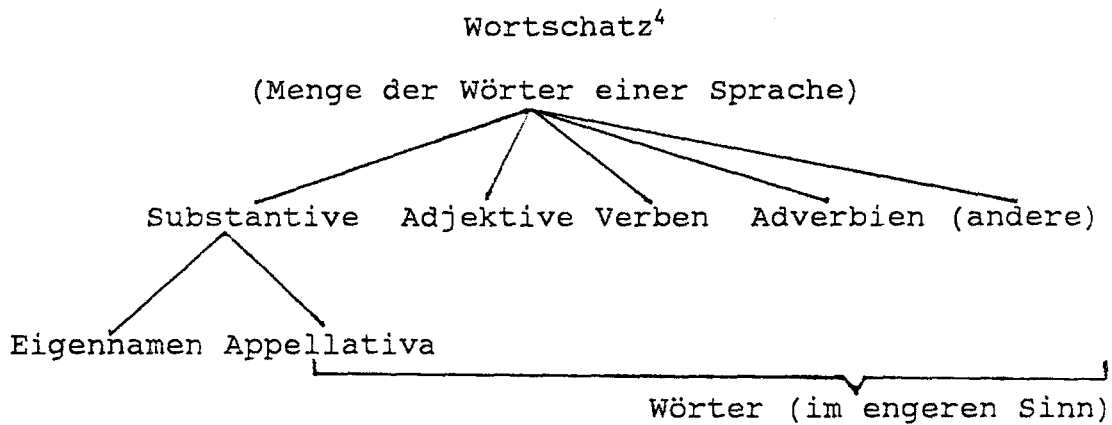 Wortschatz⁴
(Menge der Wörter einer Sprache)
Substantive Adjektive Verben Adverbien (andere)
Eigennamen Appellativa
Wörter (im engeren Sinn)